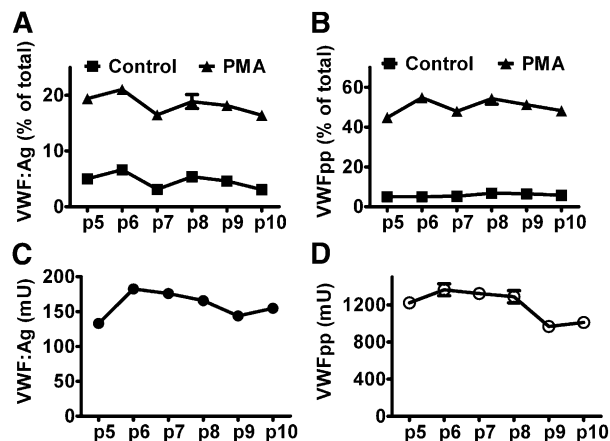 A
Control PMA
VWF:Ag (% of total)
20
10
0
p5 p6 p7 p8 p9 p10
B
Control PMA
VWFpp (% of total)
60
40
20
0
p5 p6 p7 p8 p9 p10
C
VWF:Ag (mU)
200
150
100
50
0
p5 p6 p7 p8 p9 p10
D
VWFpp (mU)
1200
800
400
0
p5 p6 p7 p8 p9 p10